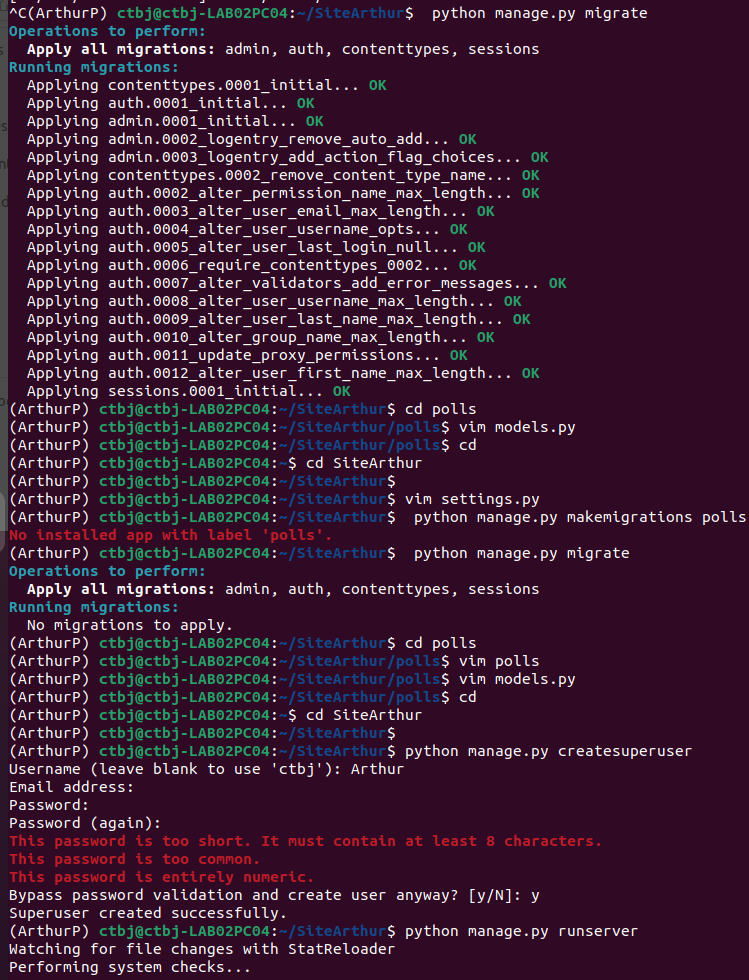 ^C(ArthurP) ctbj@ctbj-LAB02PC04:~/SiteArthur$  python manage.py migrate
Operations to perform:
  Apply all migrations: admin, auth, contenttypes, sessions
Running migrations:
  Applying contenttypes.0001_initial... OK
  Applying auth.0001_initial... OK
  Applying admin.0001_initial... OK
  Applying admin.0002_logentry_remove_auto_add... OK
  Applying admin.0003_logentry_add_action_flag_choices... OK
  Applying contenttypes.0002_remove_content_type_name... OK
  Applying auth.0002_alter_permission_name_max_length... OK
  Applying auth.0003_alter_user_email_max_length... OK
  Applying auth.0004_alter_user_username_opts... OK
  Applying auth.0005_alter_user_last_login_null... OK
  Applying auth.0006_require_contenttypes_0002... OK
  Applying auth.0007_alter_validators_add_error_messages... OK
  Applying auth.0008_alter_user_username_max_length... OK
  Applying auth.0009_alter_user_last_name_max_length... OK
  Applying auth.0010_alter_group_name_max_length... OK
  Applying auth.0011_update_proxy_permissions... OK
  Applying auth.0012_alter_user_first_name_max_length... OK
  Applying sessions.0001_initial... OK
(ArthurP) ctbj@ctbj-LAB02PC04:~/SiteArthur$ cd polls
(ArthurP) ctbj@ctbj-LAB02PC04:~/SiteArthur/polls$ vim models.py
(ArthurP) ctbj@ctbj-LAB02PC04:~/SiteArthur/polls$ cd
(ArthurP) ctbj@ctbj-LAB02PC04:~$ cd SiteArthur
(ArthurP) ctbj@ctbj-LAB02PC04:~/SiteArthur$
(ArthurP) ctbj@ctbj-LAB02PC04:~/SiteArthur$ vim settings.py
(ArthurP) ctbj@ctbj-LAB02PC04:~/SiteArthur$  python manage.py makemigrations polls
No installed app with label 'polls'.
(ArthurP) ctbj@ctbj-LAB02PC04:~/SiteArthur$  python manage.py migrate
Operations to perform:
  Apply all migrations: admin, auth, contenttypes, sessions
Running migrations:
  No migrations to apply.
(ArthurP) ctbj@ctbj-LAB02PC04:~/SiteArthur$ cd polls
(ArthurP) ctbj@ctbj-LAB02PC04:~/SiteArthur/polls$ vim polls
(ArthurP) ctbj@ctbj-LAB02PC04:~/SiteArthur/polls$ vim models.py
(ArthurP) ctbj@ctbj-LAB02PC04:~/SiteArthur/polls$ cd
(ArthurP) ctbj@ctbj-LAB02PC04:~$ cd SiteArthur
(ArthurP) ctbj@ctbj-LAB02PC04:~/SiteArthur$
(ArthurP) ctbj@ctbj-LAB02PC04:~/SiteArthur$ python manage.py createsuperuser
Username (leave blank to use 'ctbj'): Arthur
Email address:
Password:
Password (again):
This password is too short. It must contain at least 8 characters.
This password is too common.
This password is entirely numeric.
Bypass password validation and create user anyway? [y/N]: y
Superuser created successfully.
(ArthurP) ctbj@ctbj-LAB02PC04:~/SiteArthur$ python manage.py runserver
Watching for file changes with StatReloader
Performing system checks...